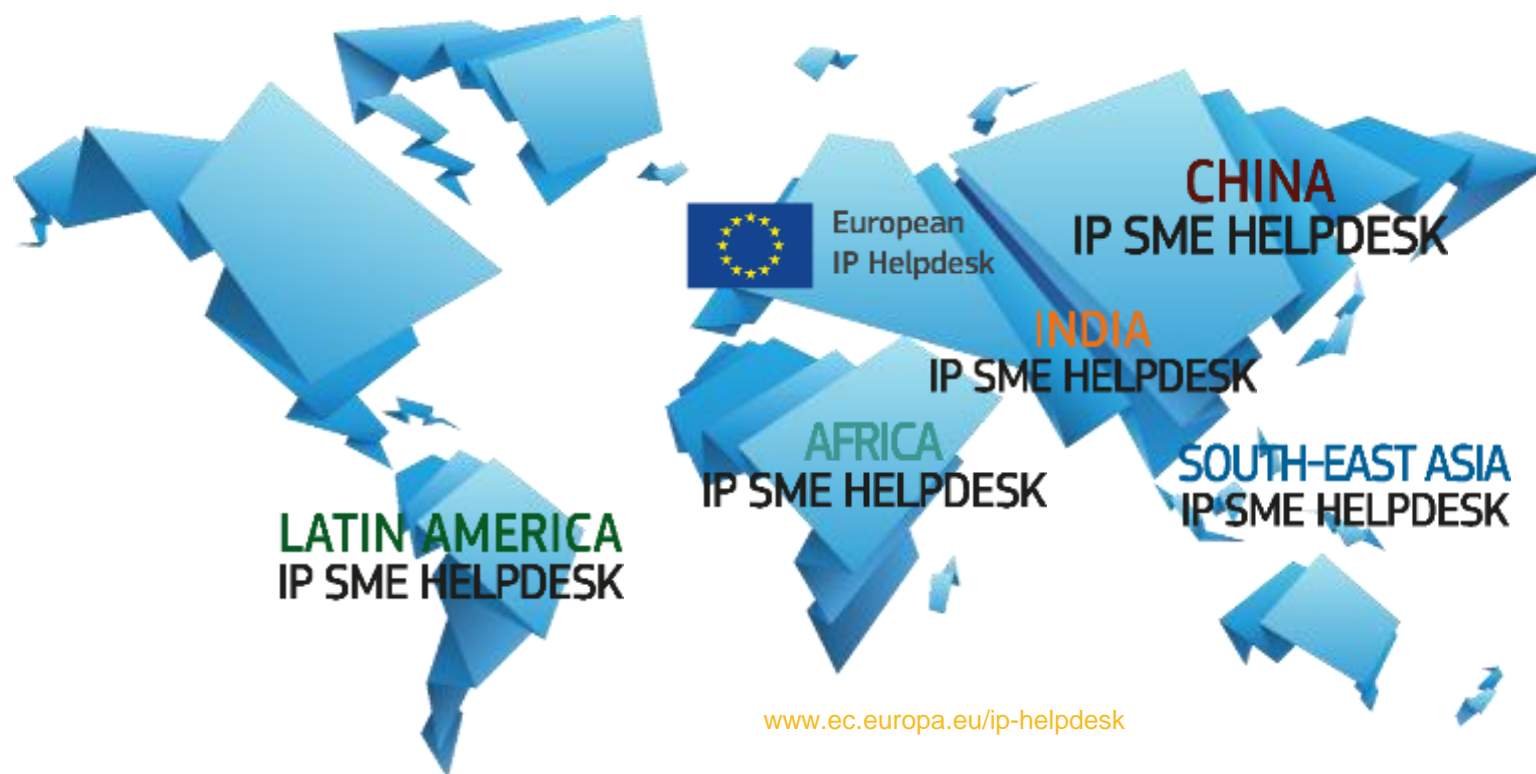 CHINA
IP SME HELPDESK
European
IP Helpdesk
INDIA
IP SME HELPDESK
AFRICA
IP SME HELPDESK
SOUTH-EAST ASIA
IP SME HELPDESK
LATIN AMERICA
IP SME HELPDESK
www.ec.europa.eu/ip-helpdesk